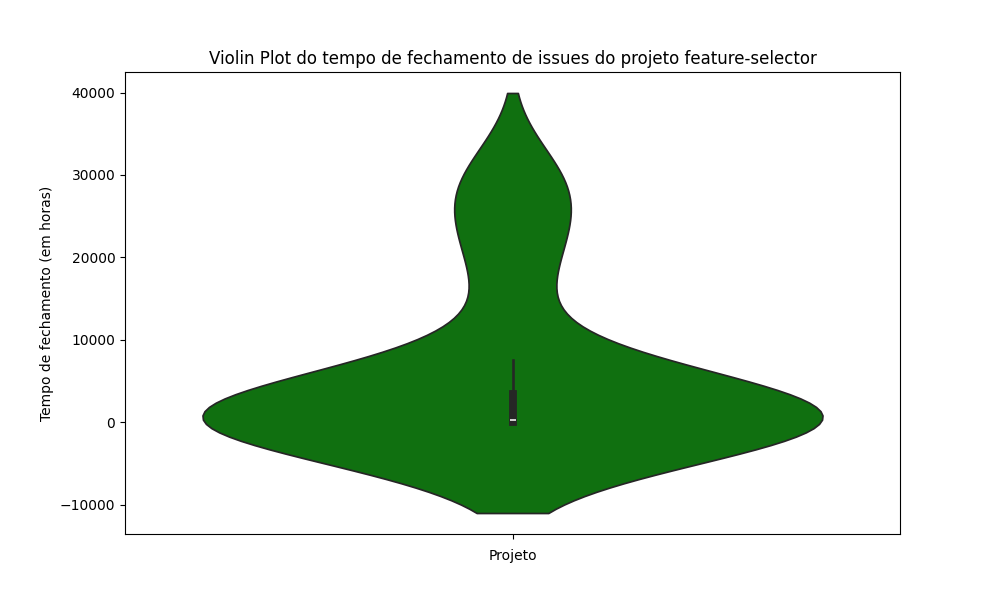 Violin Plot do tempo de fechamento de issues do projeto feature-selector
Tempo de fechamento (em horas)
40000
30000
20000
10000
0
−10000
Projeto